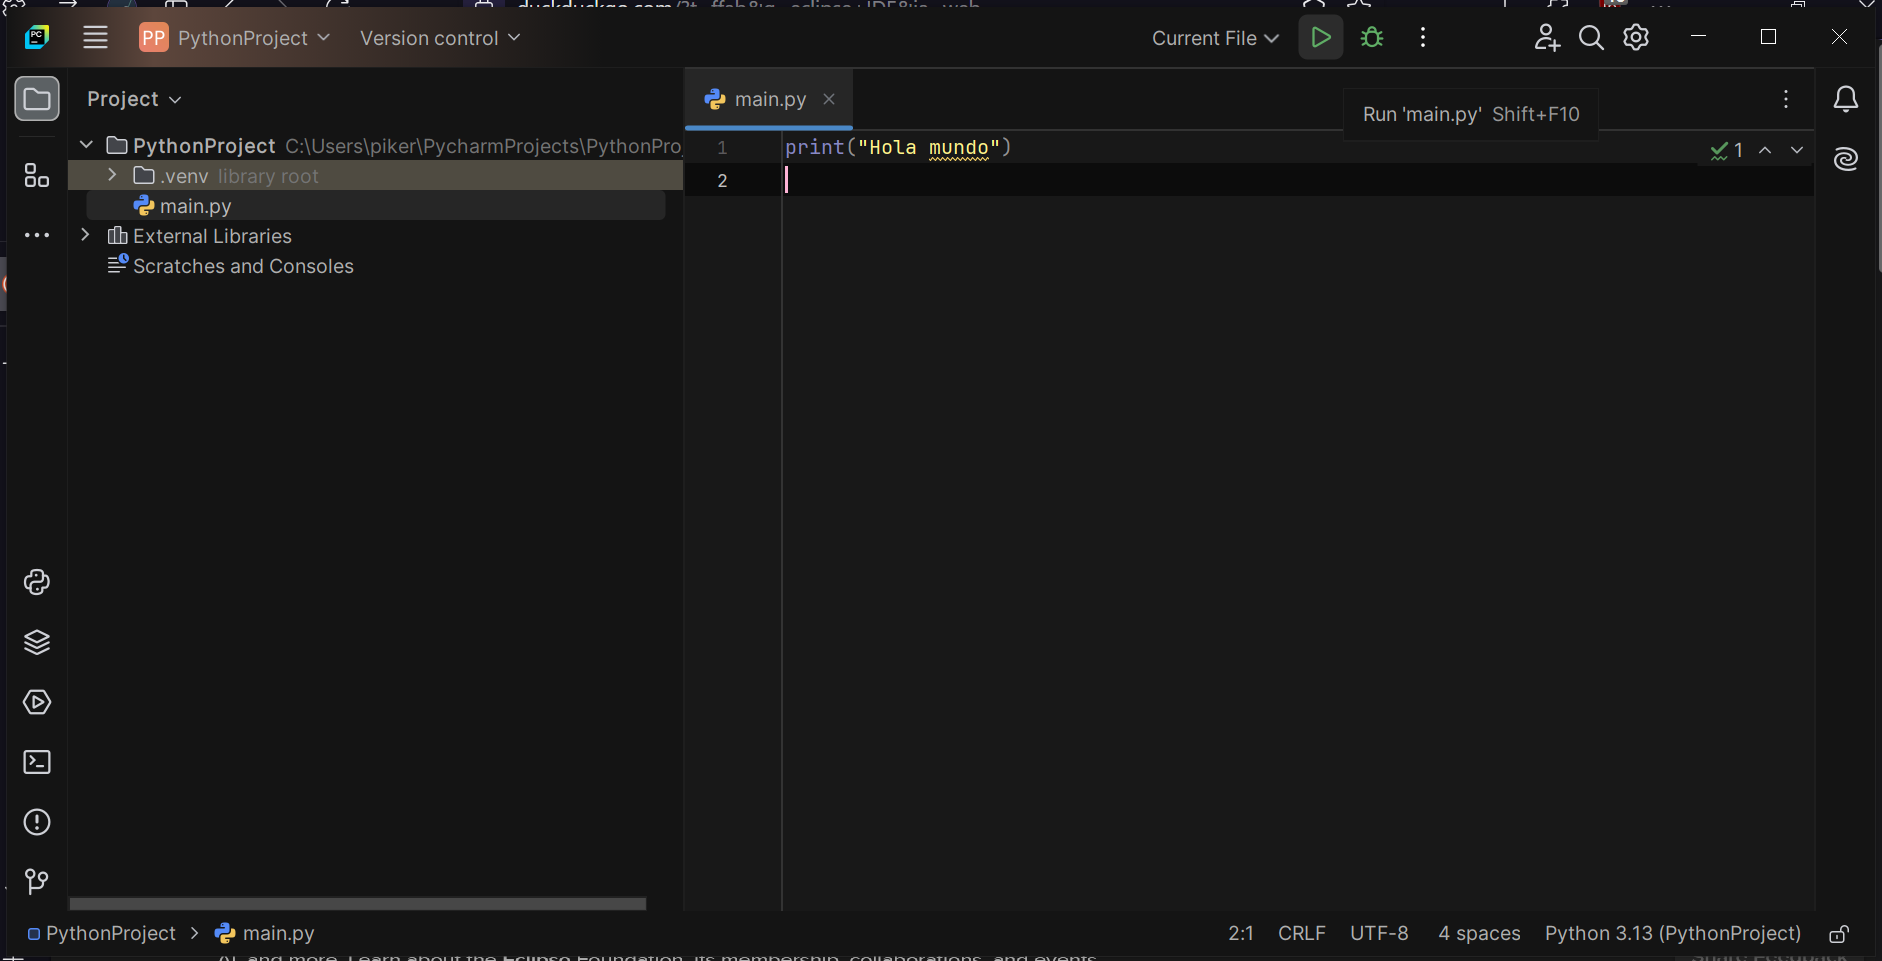 PC
PP PythonProject
Version control
Current File
Project
main.py
Run 'main.py' Shift+F10
PythonProject C:\Users\piker\PycharmProjects\PythonPro
.venv library root
main.py
External Libraries
Scratches and Consoles
1 print("Hola mundo")
2
1
PythonProject > main.py
2:1 CRLF UTF-8 4 spaces Python 3.13 (PythonProject)